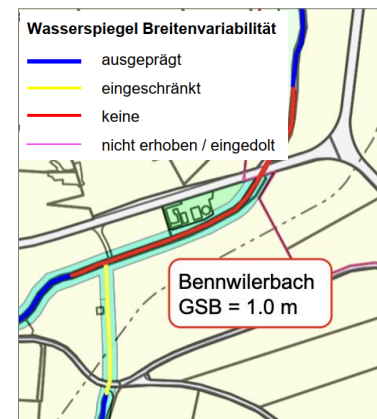 Wasserspiegel Breitenvariabilität
ausgeprägt
eingeschränkt
keine
nicht erhoben / eingedolt
Bennwilerbach
GSB = 1.0 m